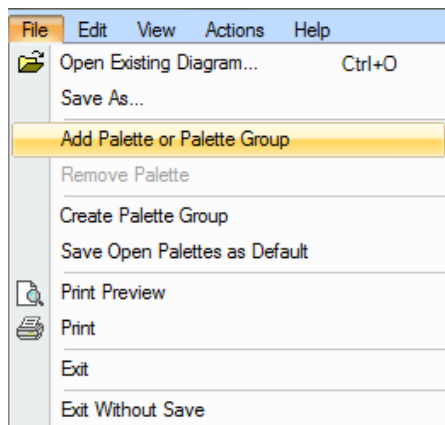 File Edit View Actions Help
Open Existing Diagram... Ctrl+O
Save As...
Add Palette or Palette Group
Remove Palette
Create Palette Group
Save Open Palettes as Default
Print Preview
Print
Exit
Exit Without Save